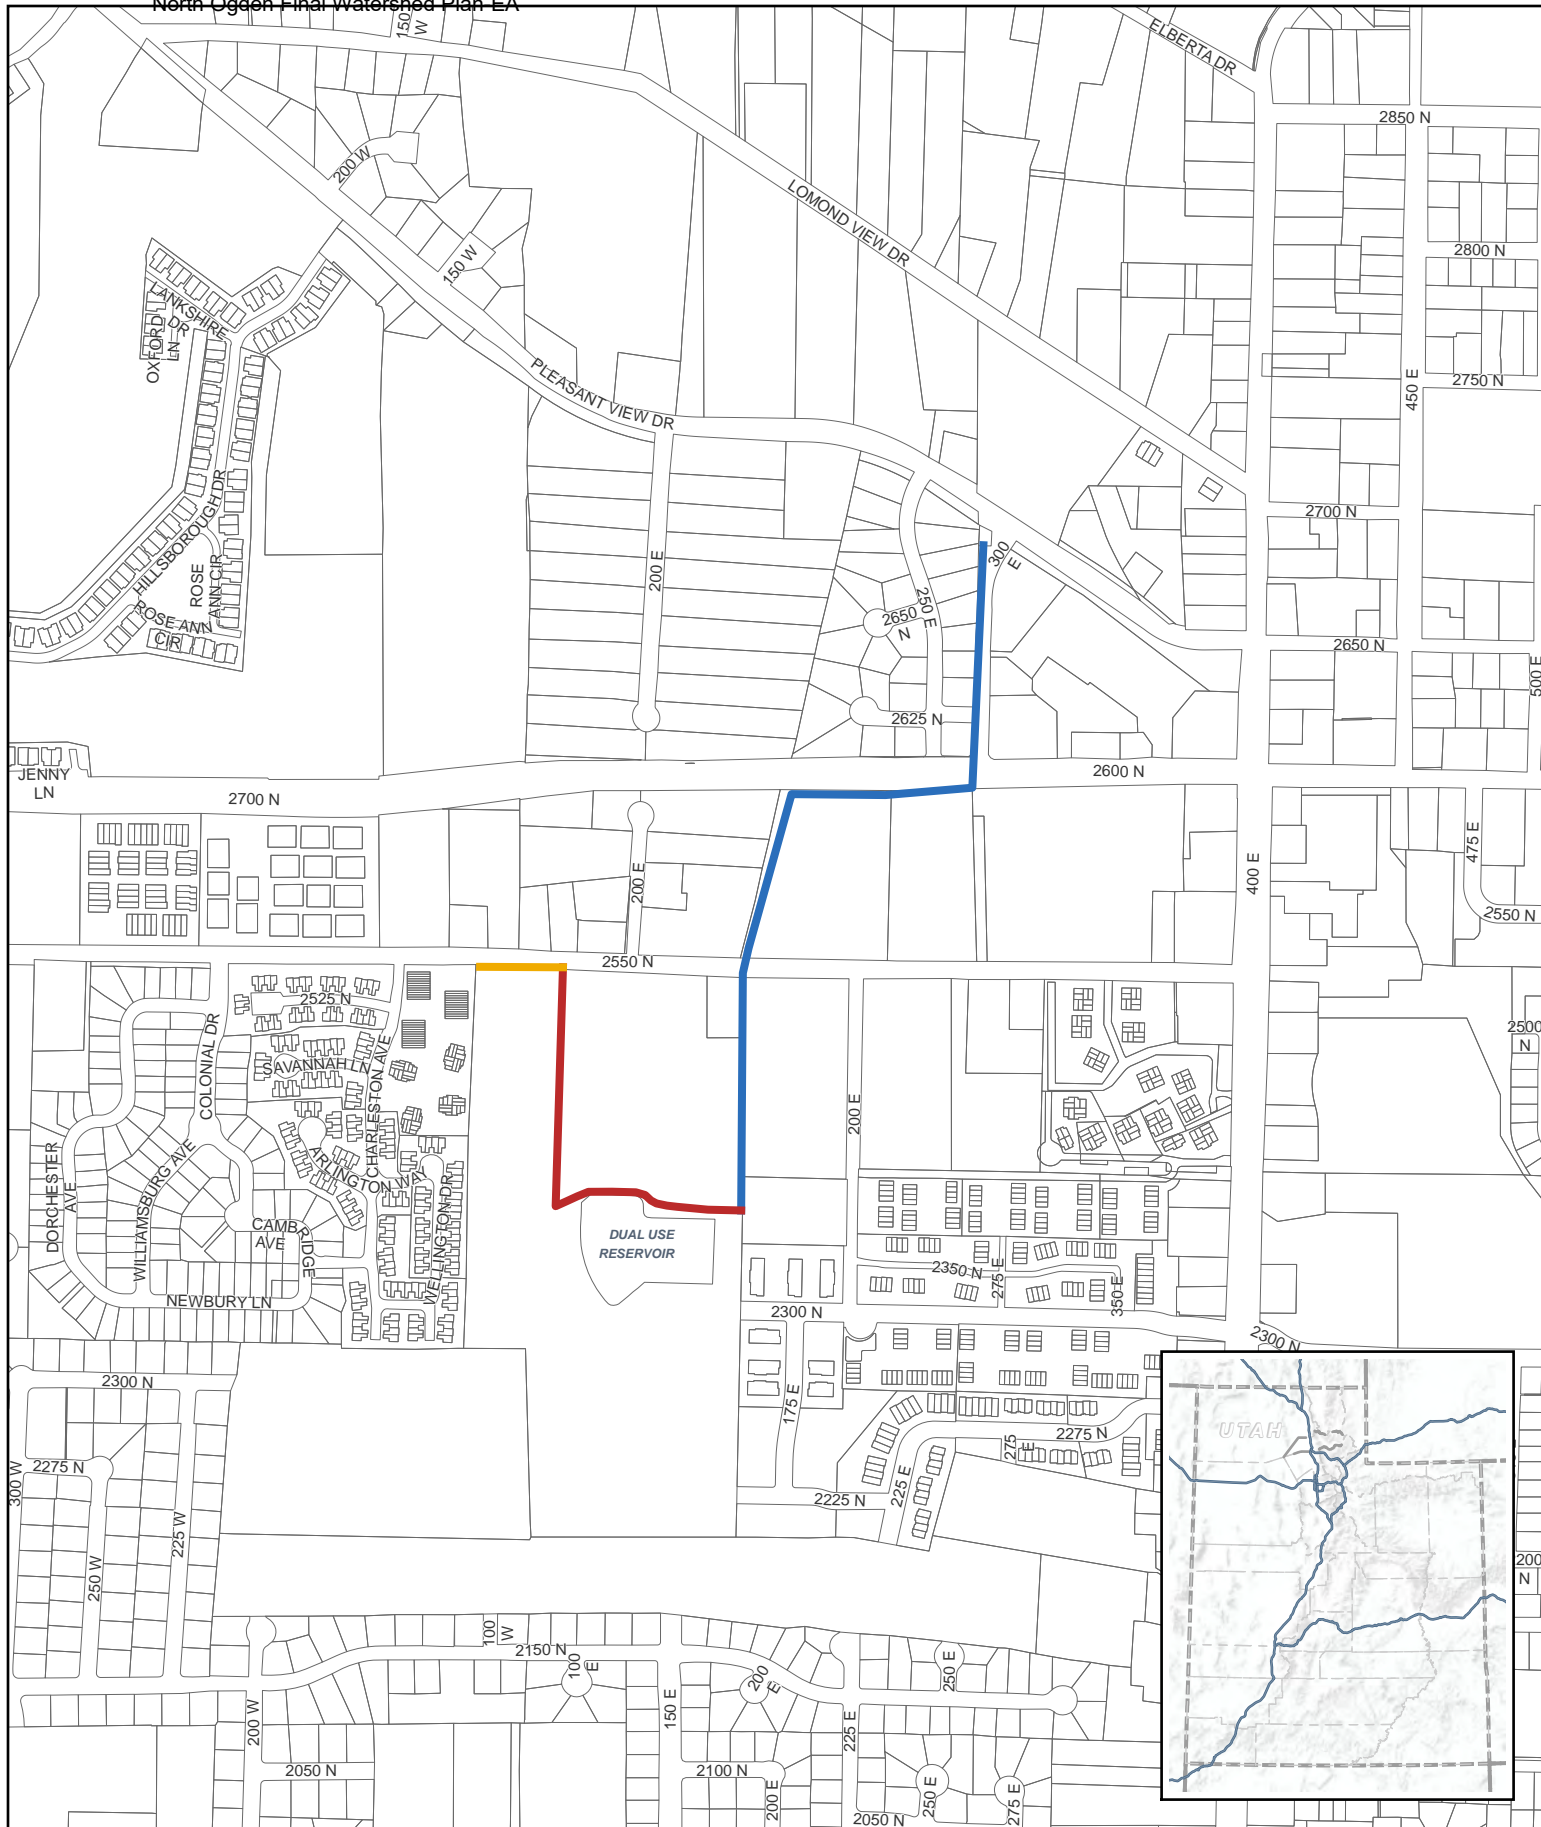 North Ogden Final Watershed Plan-EA
150
W
ELBERTA DR
2850 N
200 W
LOMOND VIEW DR
2800 N
150 W
LANKSHIRE
DR
OXFORD
LN
PLEASANT VIEW DR
2750 N
450 E
HILLSBOROUGH DR
2700 N
300
E
200 E
ROSE
ANN CIR
250 E
2650
N
ROSE ANN
CIR
2650 N
500 E
2625 N
JENNY
LN
2700 N
2600 N
475 E
400 E
200 E
2550 N
2550 N
2525 N
2500
N
COLONIAL DR
SAVANNAH LN
CHARLESTON AVE
200 E
DORCHESTER
AVE
WILLIAMSBURG AVE
ARLINGTON WAY
WELLINGTON DR
CAMBRIDGE
AVE
DUAL USE
RESERVOIR
2350 N
275 E
350 E
NEWBURY LN
2300 N
2300 N
2300 N
175 E
UTAH
2275 N
275
E
2275 N
300 W
225 E
2225 N
225 W
250 W
200
N
100
W
2150 N
100
E
200
E
250 E
150 E
200 W
225 E
2050 N
2100 N
200 E
250 E
275 E
2050 N